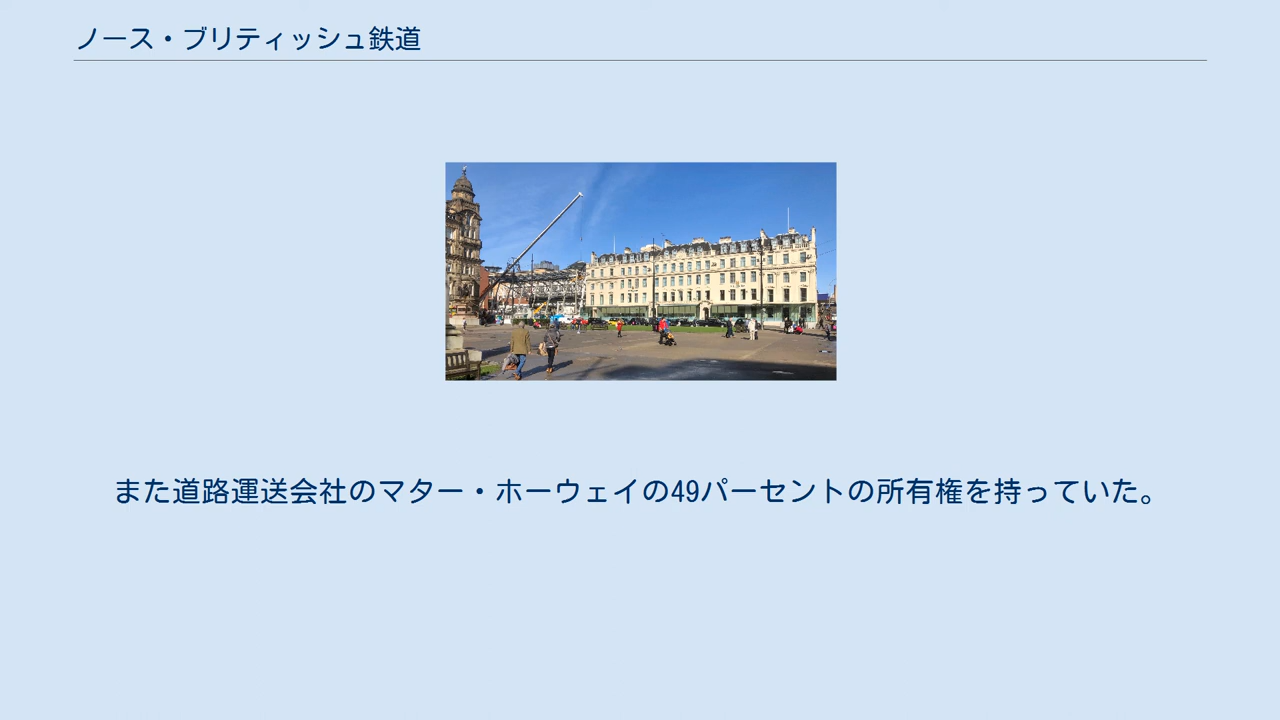 ノース・ブリティッシュ鉄道
また道路運送会社のマター・ホーウェイの49パーセントの所有権を持っていた。